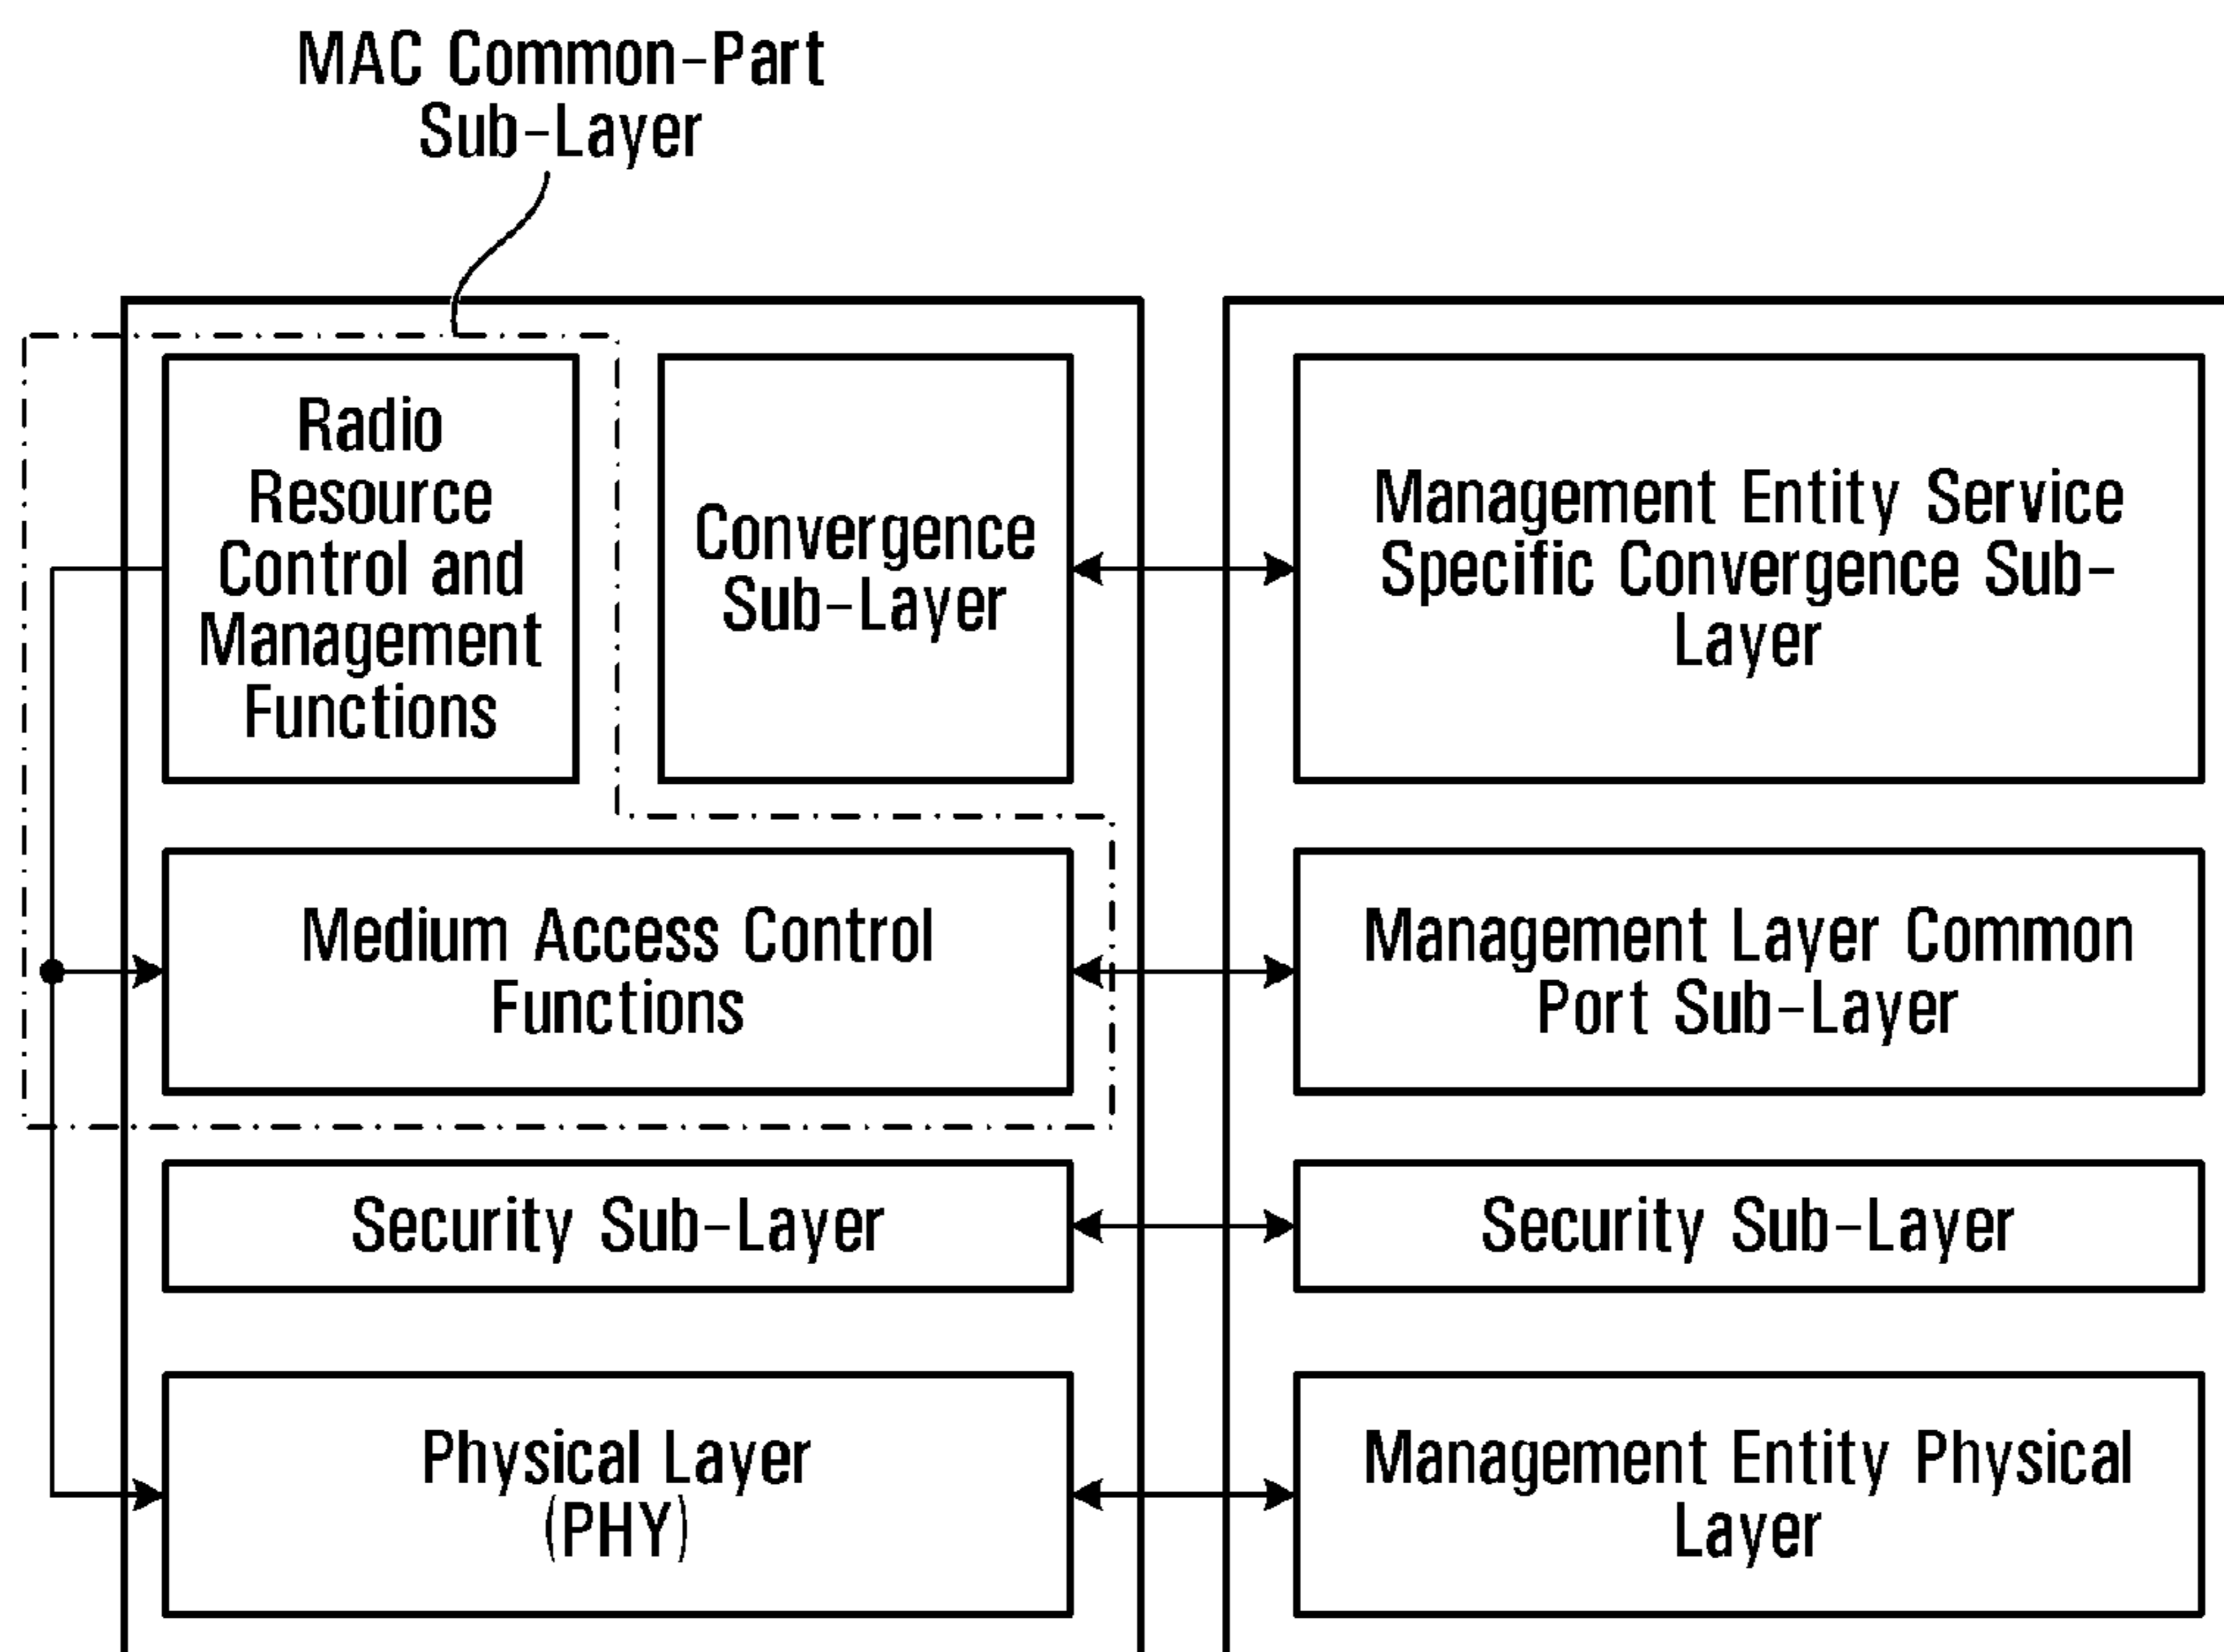 MAC Common-Part
Sub-Layer
Radio
Resource
Control and
Management
Functions
Convergence
Sub-Layer
Management Entity Service
Specific Convergence Sub-
Layer
Medium Access Control
Functions
Management Layer Common
Port Sub-Layer
Security Sub-Layer
Security Sub-Layer
Physical Layer
(PHY)
Management Entity Physical
Layer